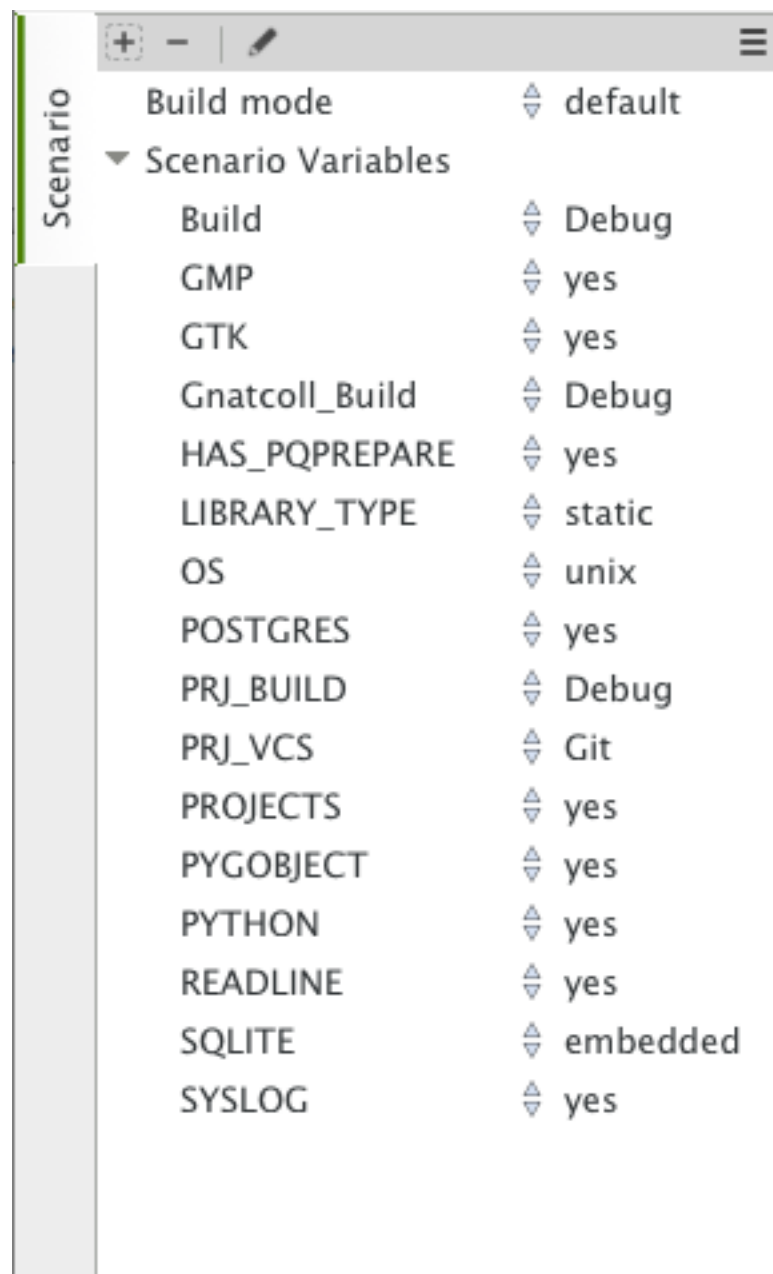 Scenario
Build mode default
Scenario Variables
Build Debug
GMP yes
GTK yes
Gnatcoll_Build Debug
HAS_PQPREPARE yes
LIBRARY_TYPE static
OS unix
POSTGRES yes
PRJ_BUILD Debug
PRJ_VCS Git
PROJECTS yes
PYGOBJECT yes
PYTHON yes
READLINE yes
SQLITE embedded
SYSLOG yes